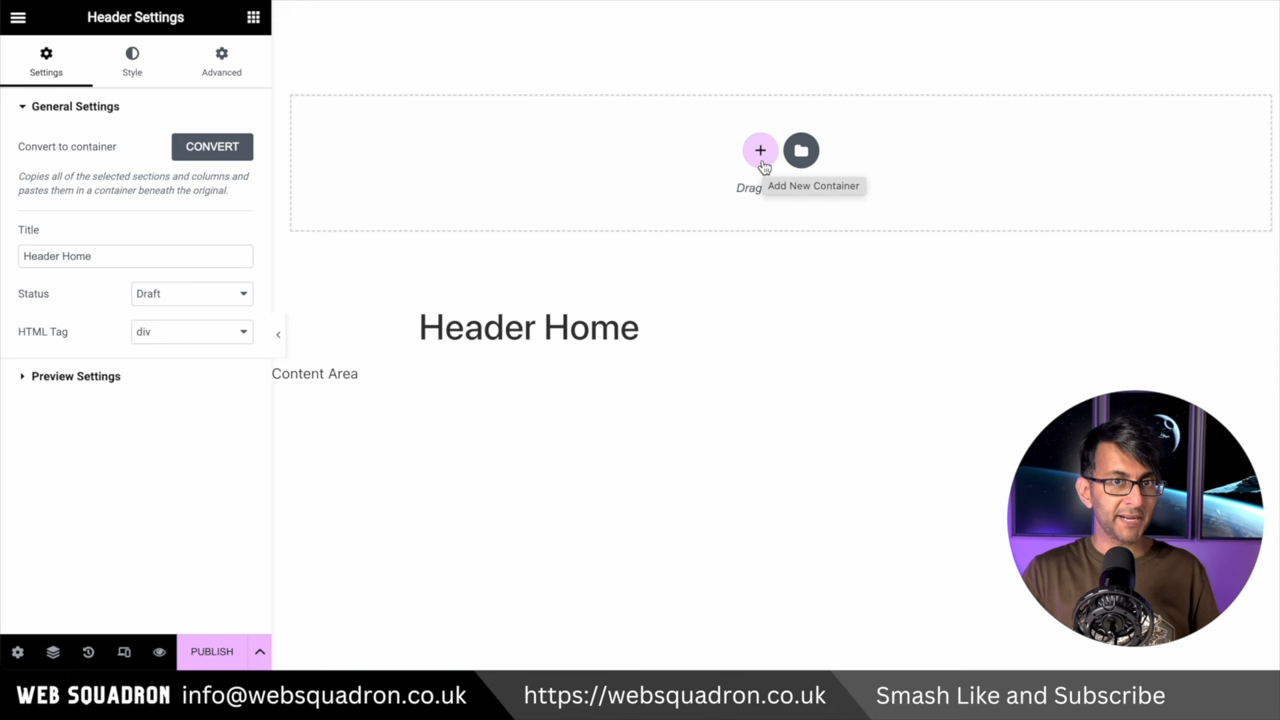 Header Settings
Settings
Style
Advanced
General Settings
Convert to container
CONVERT
Copies all of the selected sections and columns and
pastes them in a container beneath the original.
Title
Header Home
Status
Draft
HTML Tag
div
Preview Settings
PUBLISH
Drag
Add New Container
Header Home
Content Area
WEB SQUADRON
info@websquadron.co.uk
https://websquadron.co.uk
Smash Like and Subscribe